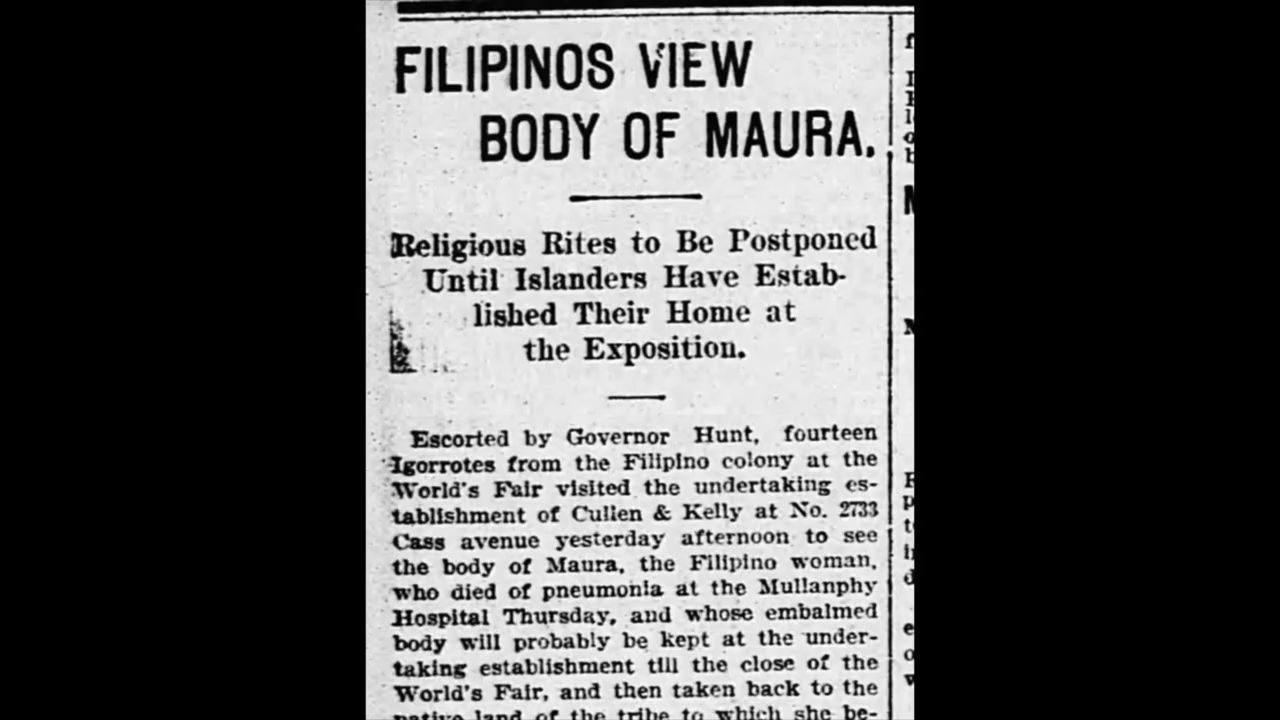 FILIPINOS VIEW
BODY OF MAURA.
Religious Rites to Be Postponed
Until Islanders Have Estab-
lished Their Home at
the Exposition.
Escorted by Governor Hunt, fourteen
Igorrotes from the Filipino colony at the
World's Fair visited the undertaking es-
tablishment of Cullen & Kelly at No. 2733
Cass avenue yesterday afternoon to see
the body of Maura, the Filipino woman,
who died of pneumonia at the Mullanphy
Hospital Thursday, and whose embalmed
body will probably be kept at the under-
taking establishment till the close of the
World's Fair, and then taken back to the
native land of the tribe to which she be-